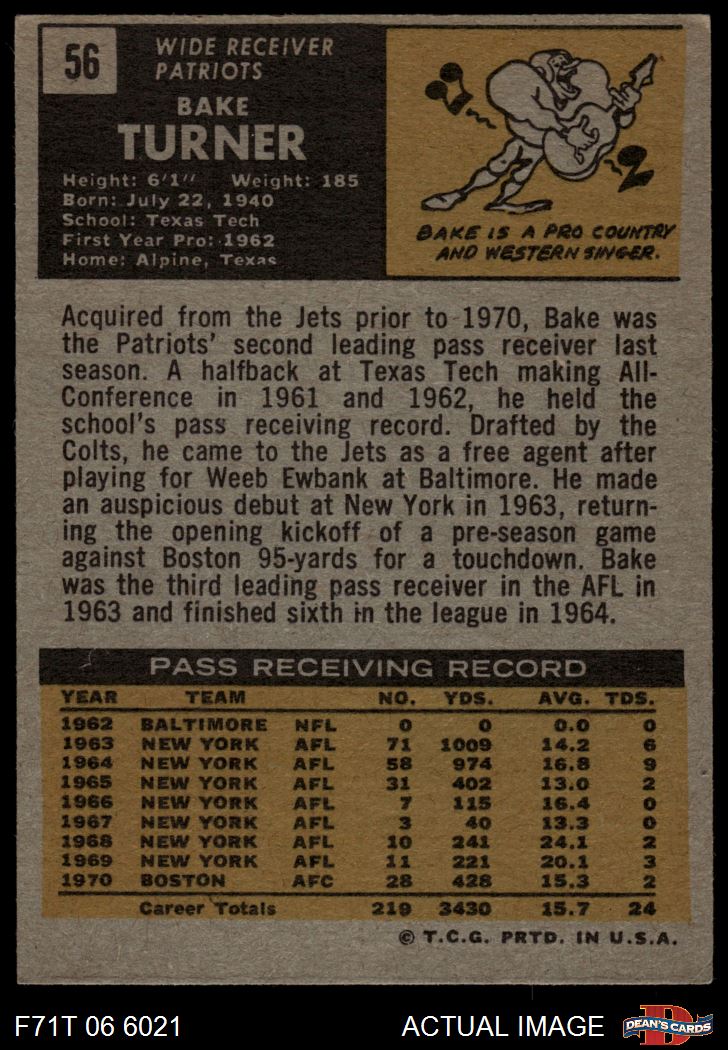 56
WIDE RECEIVER
PATRIOTS
BAKE
TURNER
Height: 6'1" Weight: 185
Born: July 22, 1940
School: Texas Tech
First Year Pro: 1962
Home: Alpine, Texas
BAKE IS A PRO COUNTRY
AND WESTERN SINGER.
Acquired from the Jets prior to 1970, Bake was
the Patriots' second leading pass receiver last
season. A halfback at Texas Tech making All-
Conference in 1961 and 1962, he held the
school's pass receiving record. Drafted by the
Colts, he came to the Jets as a free agent after
playing for Weeb Ewbank at Baltimore. He made
an auspicious debut at New York in 1963, return-
ing the opening kickoff of a pre-season game
against Boston 95-yards for a touchdown. Bake
was the third leading pass receiver in the AFL in
1963 and finished sixth in the league in 1964.
PASS RECEIVING RECORD
YEAR TEAM NO. YDS. AVG. TDS.
1962 BALTIMORE NFL 0 0 0.0 0
1963 NEW YORK AFL 71 1009 14.2 6
1964 NEW YORK AFL 58 974 16.8 9
1965 NEW YORK AFL 31 402 13.0 2
1966 NEW YORK AFL 7 115 16.4 0
1967 NEW YORK AFL 3 40 13.3 0
1968 NEW YORK AFL 10 241 24.1 2
1969 NEW YORK AFL 11 221 20.1 3
1970 BOSTON AFC 28 428 15.3 2
Career Totals 219 3430 15.7 24
© T.C.G. PRTD. IN U.S.A.
F71T 06 6021
ACTUAL IMAGE
D
DEAN'S CARDS